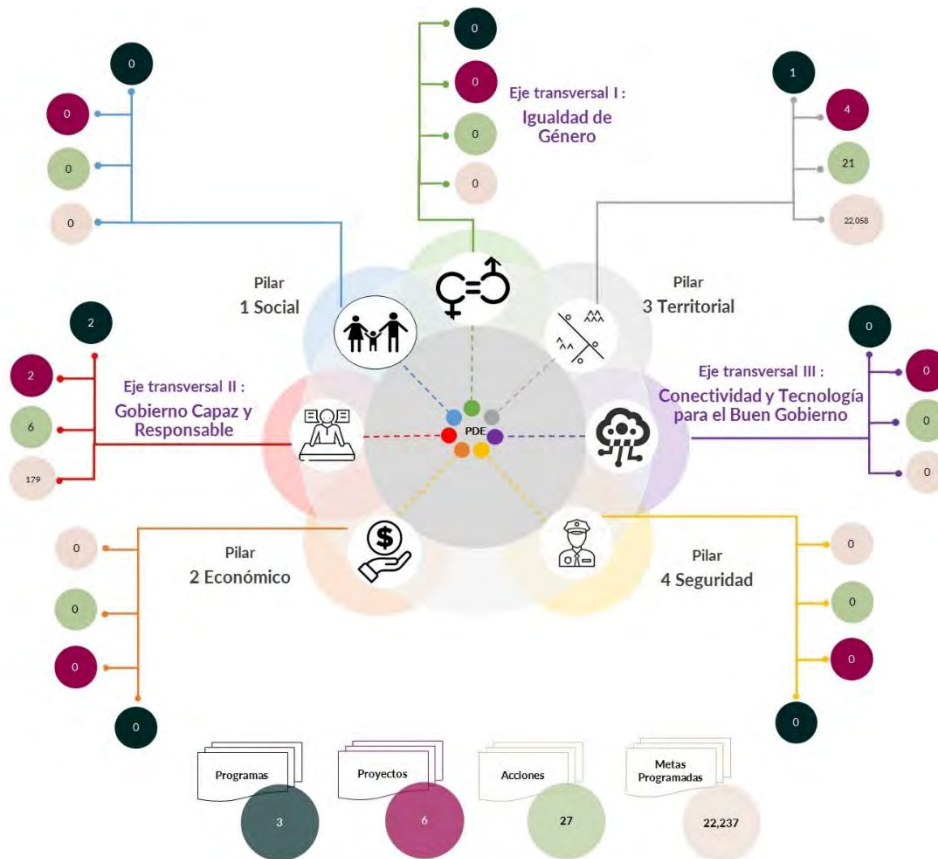 0
0
0
0
Eje transversal I :
Igualdad de
Género
0
0
0
0
1
4
21
22,058
Pilar
1 Social
Pilar
3 Territorial
2
2
6
179
Eje transversal II :
Gobierno Capaz y
Responsable
PDE
Eje transversal III :
Conectividad y Tecnología
para el Buen Gobierno
0
0
0
0
0
0
0
0
Pilar
2 Económico
$
Pilar
4 Seguridad
0
0
0
0
Programas
3
Proyectos
6
Acciones
27
Metas
Programadas
22,237